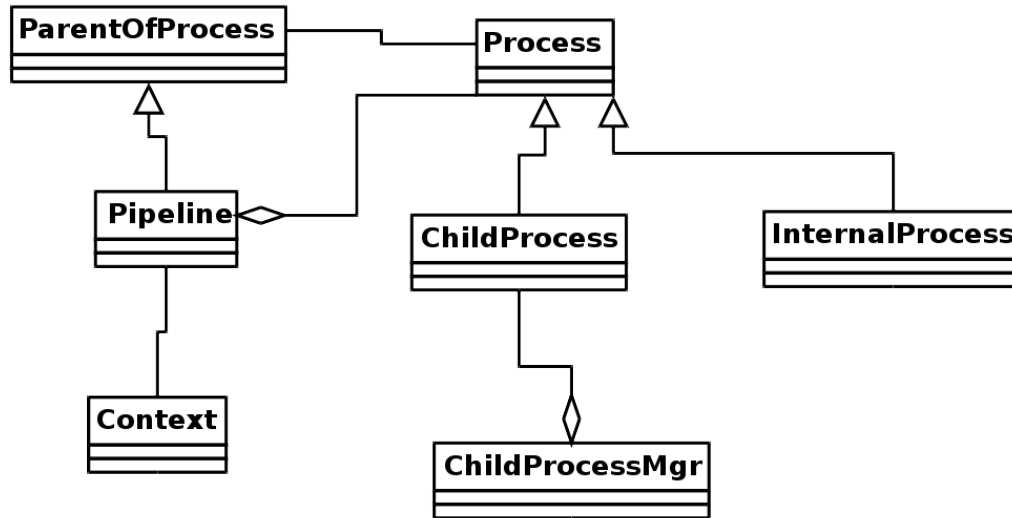 ParentOfProcess
Process
Pipeline
ChildProcess
InternalProcess
Context
ChildProcessMgr